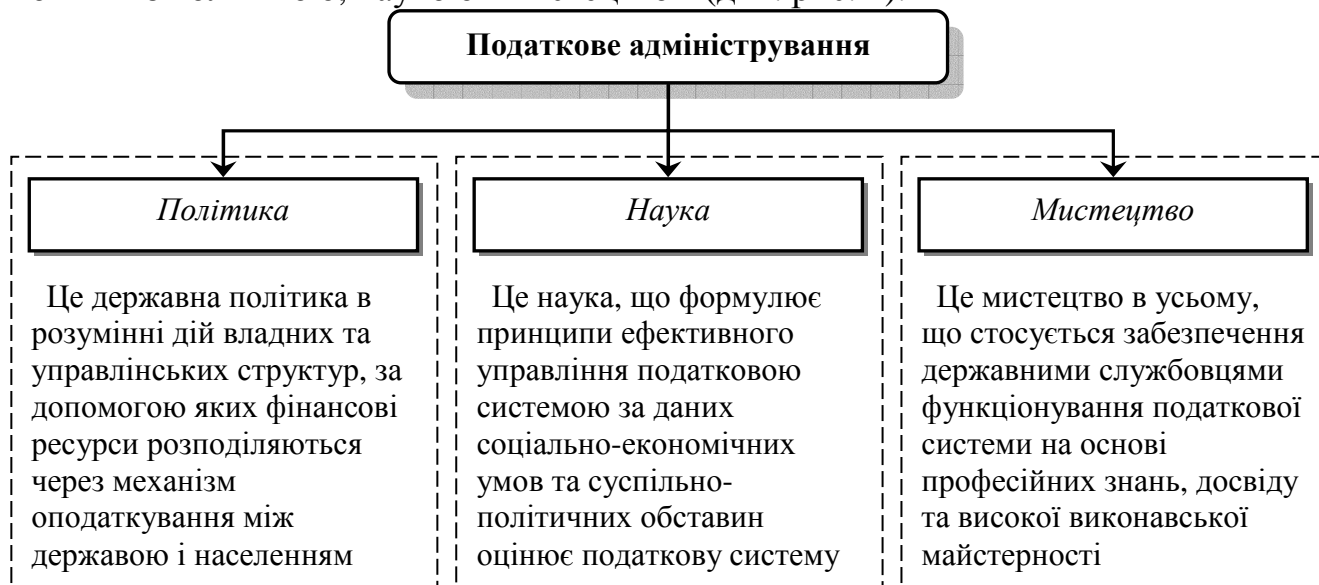 Податкове адміністрування
Політика
Це державна політика в
розумінні дій владних та
управлінських структур, за
допомогою яких фінансові
ресурси розподіляються
через механізм
оподаткування між
державою і населенням
Наука
Це наука, що формулює
принципи ефективного
управління податковою
системою за даних
соціально-економічних
умов та суспільно-
політичних обставин
оцінює податкову систему
Мистецтво
Це мистецтво в усьому,
що стосується забезпечення
державними службовцями
функціонування податкової
системи на основі
професійних знань, досвіду
та високої виконавської
майстерності